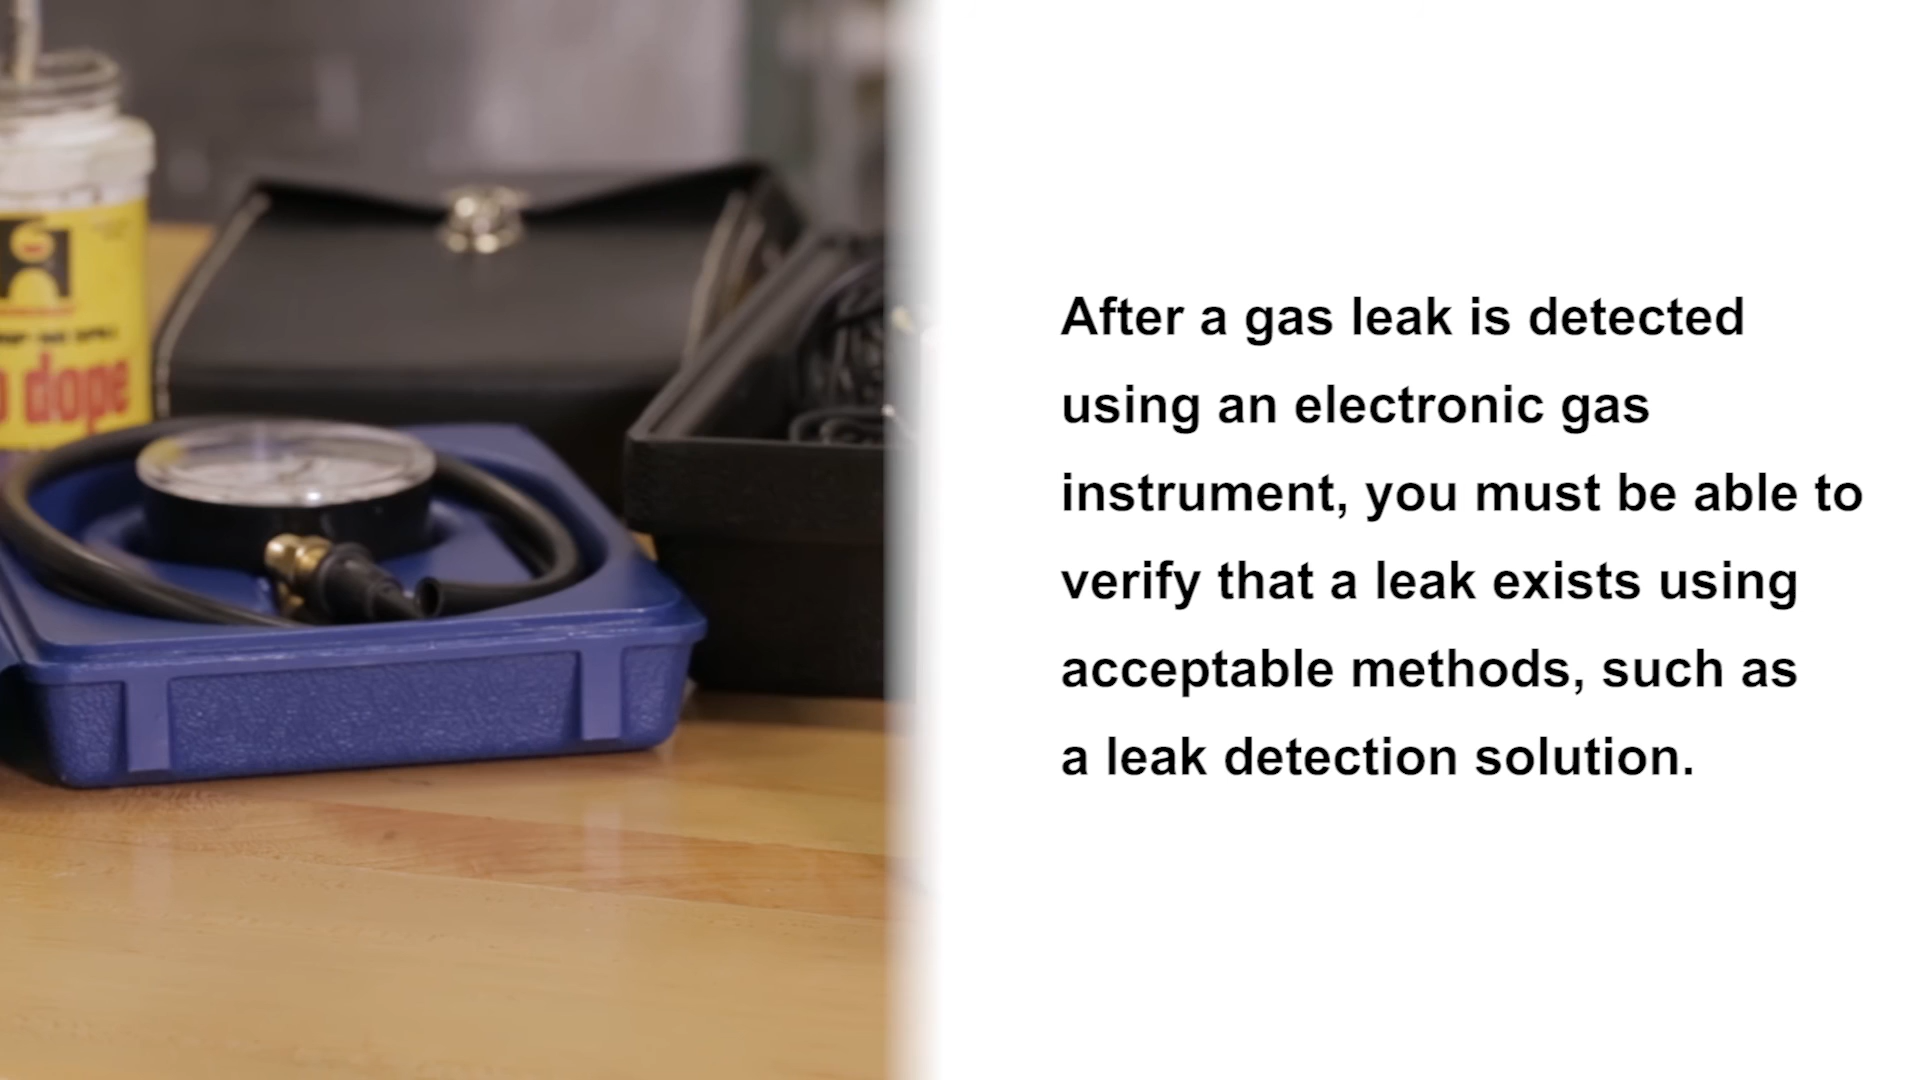 dope
After a gas leak is detected
using an electronic gas
instrument, you must be able to
verify that a leak exists using
acceptable methods, such as
a leak detection solution.